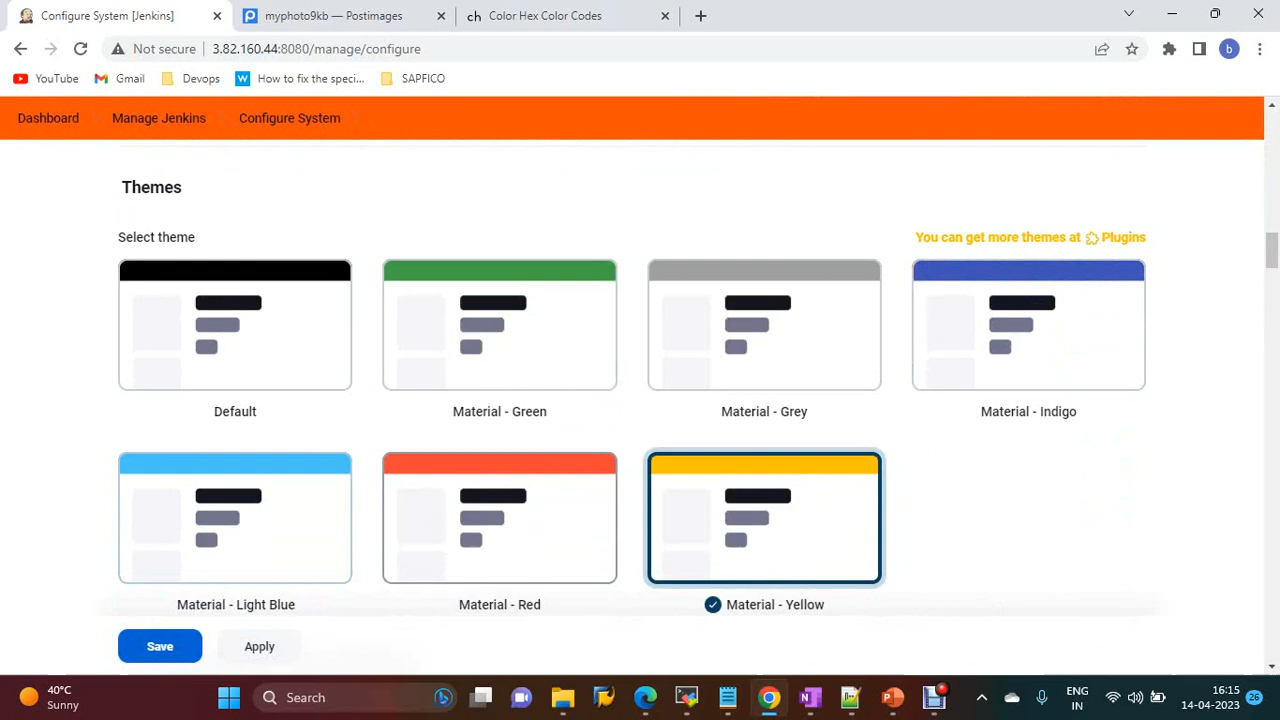 Configure System [Jenkins]
myphoto9kb — Postimages
ch Color Hex Color Codes
Not secure 3.82.160.44:8080/manage/configure
b
YouTube
Gmail
Devops
W How to fix the speci...
SAPFICO
Dashboard
Manage Jenkins
Configure System
Themes
Select theme
You can get more themes at Plugins
Default
Material - Green
Material - Grey
Material - Indigo
Material - Light Blue
Material - Red
Material - Yellow
Save
Apply
40°C
Sunny
Search
ENG
IN
16:15
14-04-2023
26